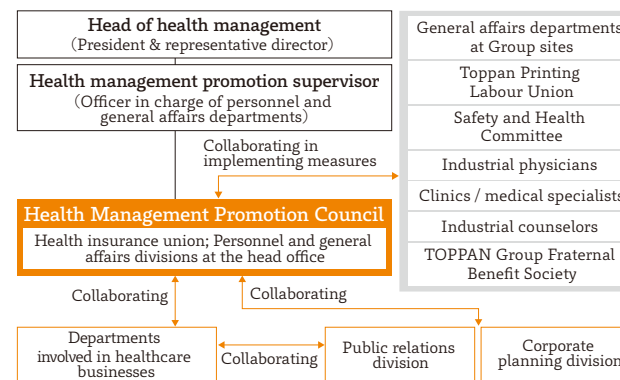 Head of health management
(President & representative director)
Health management promotion supervisor
(Officer in charge of personnel and
general affairs departments)
Collaborating in
implementing measures
Health Management Promotion Council
Health insurance union; Personnel and general
affairs divisions at the head office
General affairs departments
at Group sites
Toppan Printing
Labour Union
Safety and Health
Committee
Industrial physicians
Clinics / medical specialists
Industrial counselors
TOPPAN Group Fraternal
Benefit Society
Collaborating
Collaborating
Departments
involved in healthcare
businesses
Collaborating
Public relations
division
Corporate
planning division